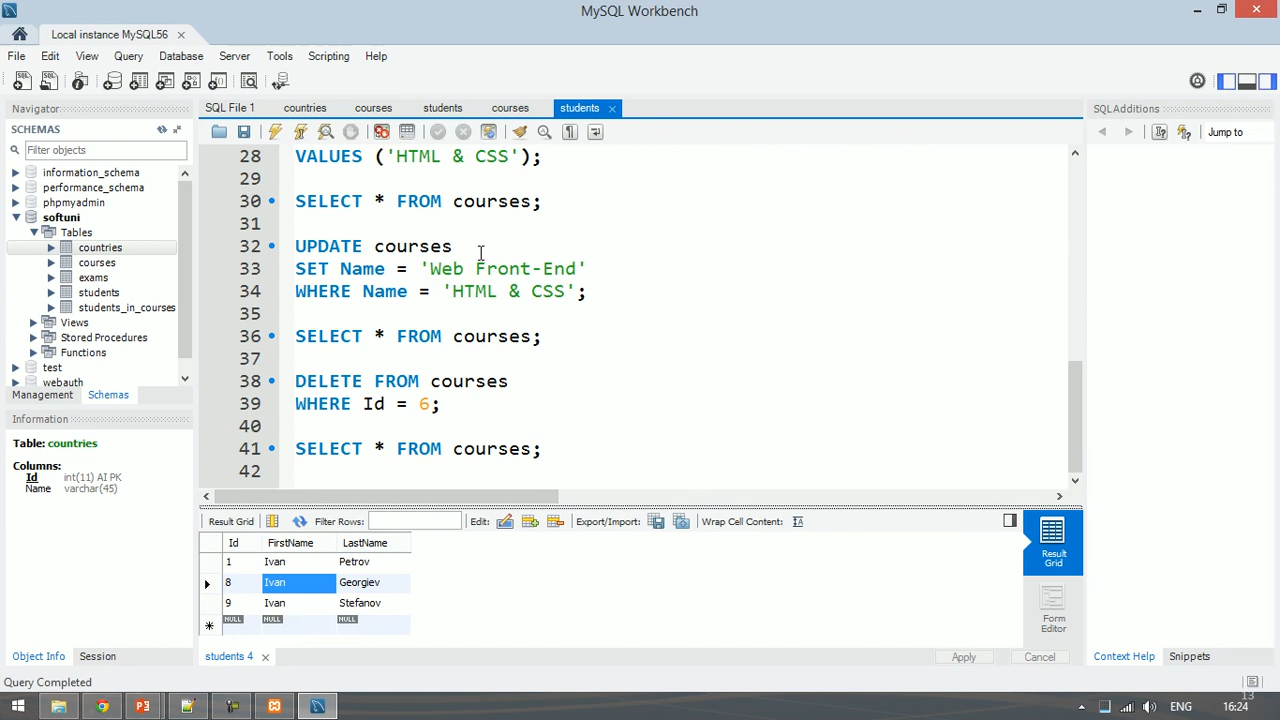 MySQL Workbench
Local instance MySQL56
File Edit View Query Database Server Tools Scripting Help
Navigator SQL File 1 countries courses students courses students SQLAdditions
SCHEMAS
Jump to
Filter objects
28 VALUES ('HTML & CSS');
29
30 SELECT * FROM courses;
31
32 UPDATE courses
33 SET Name = 'Web Front-End'
34 WHERE Name = 'HTML & CSS';
35
36 SELECT * FROM courses;
37
38 DELETE FROM courses
39 WHERE Id = 6;
40
41 SELECT * FROM courses;
42
information_schema
performance_schema
phpmyadmin
softuni
Tables
countries
courses
exams
students
students_in_courses
Views
Stored Procedures
Functions
test
webauth
Management Schemas
Information
Table: countries
Columns:
Id int(11) AI PK
Name varchar(45)
Object Info Session
Result Grid Filter Rows: Edit: Export/Import: Wrap Cell Content:
Id FirstName LastName
1 Ivan Petrov
8 Ivan Georgiev
9 Ivan Stefanov
NULL NULL NULL
Result Grid
Form Editor
students 4 Apply Cancel
Context Help Snippets
Query Completed
13
ENG 16:24